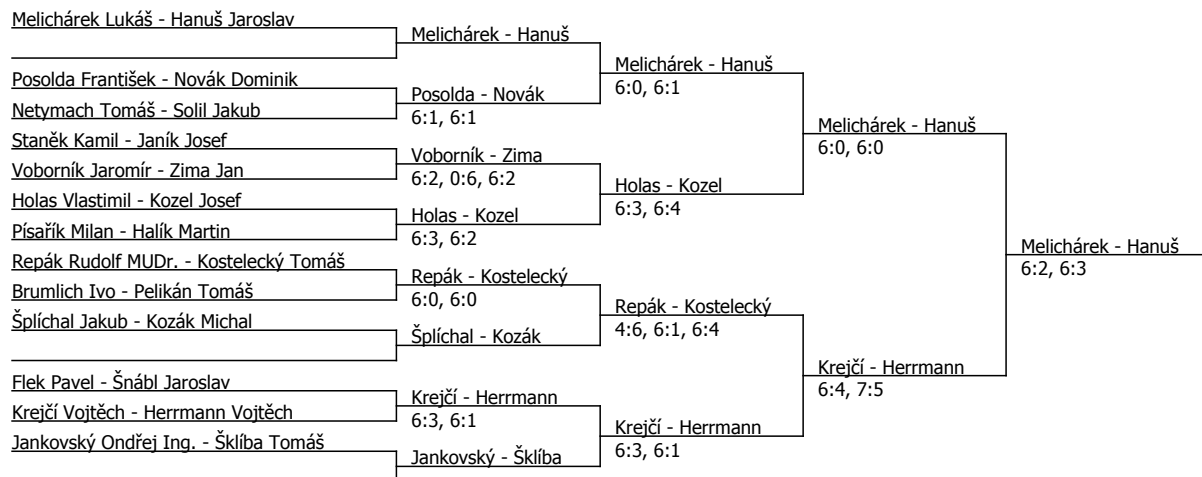 Melichárek Lukáš - Hanuš Jaroslav
Melichárek - Hanuš
Melichárek - Hanuš
6:0, 6:1
Posolda František - Novák Dominik
Posolda - Novák
6:1, 6:1
Netymach Tomáš - Solil Jakub
Melichárek - Hanuš
6:0, 6:0
Staněk Kamil - Janík Josef
Voborník - Zima
6:2, 0:6, 6:2
Voborník Jaromír - Zima Jan
Holas - Kozel
6:3, 6:4
Holas Vlastimil - Kozel Josef
Holas - Kozel
6:3, 6:2
Písařík Milan - Halík Martin
Melichárek - Hanuš
6:2, 6:3
Repák Rudolf MUDr. - Kostelecký Tomáš
Repák - Kostelecký
6:0, 6:0
Brumlich Ivo - Pelikán Tomáš
Repák - Kostelecký
4:6, 6:1, 6:4
Šplíchal Jakub - Kozák Michal
Šplíchal - Kozák
Krejčí - Herrmann
6:4, 7:5
Flek Pavel - Šnábl Jaroslav
Krejčí - Herrmann
6:3, 6:1
Krejčí Vojtěch - Herrmann Vojtěch
Krejčí - Herrmann
6:3, 6:1
Jankovský Ondřej Ing. - Šklíba Tomáš
Jankovský - Šklíba